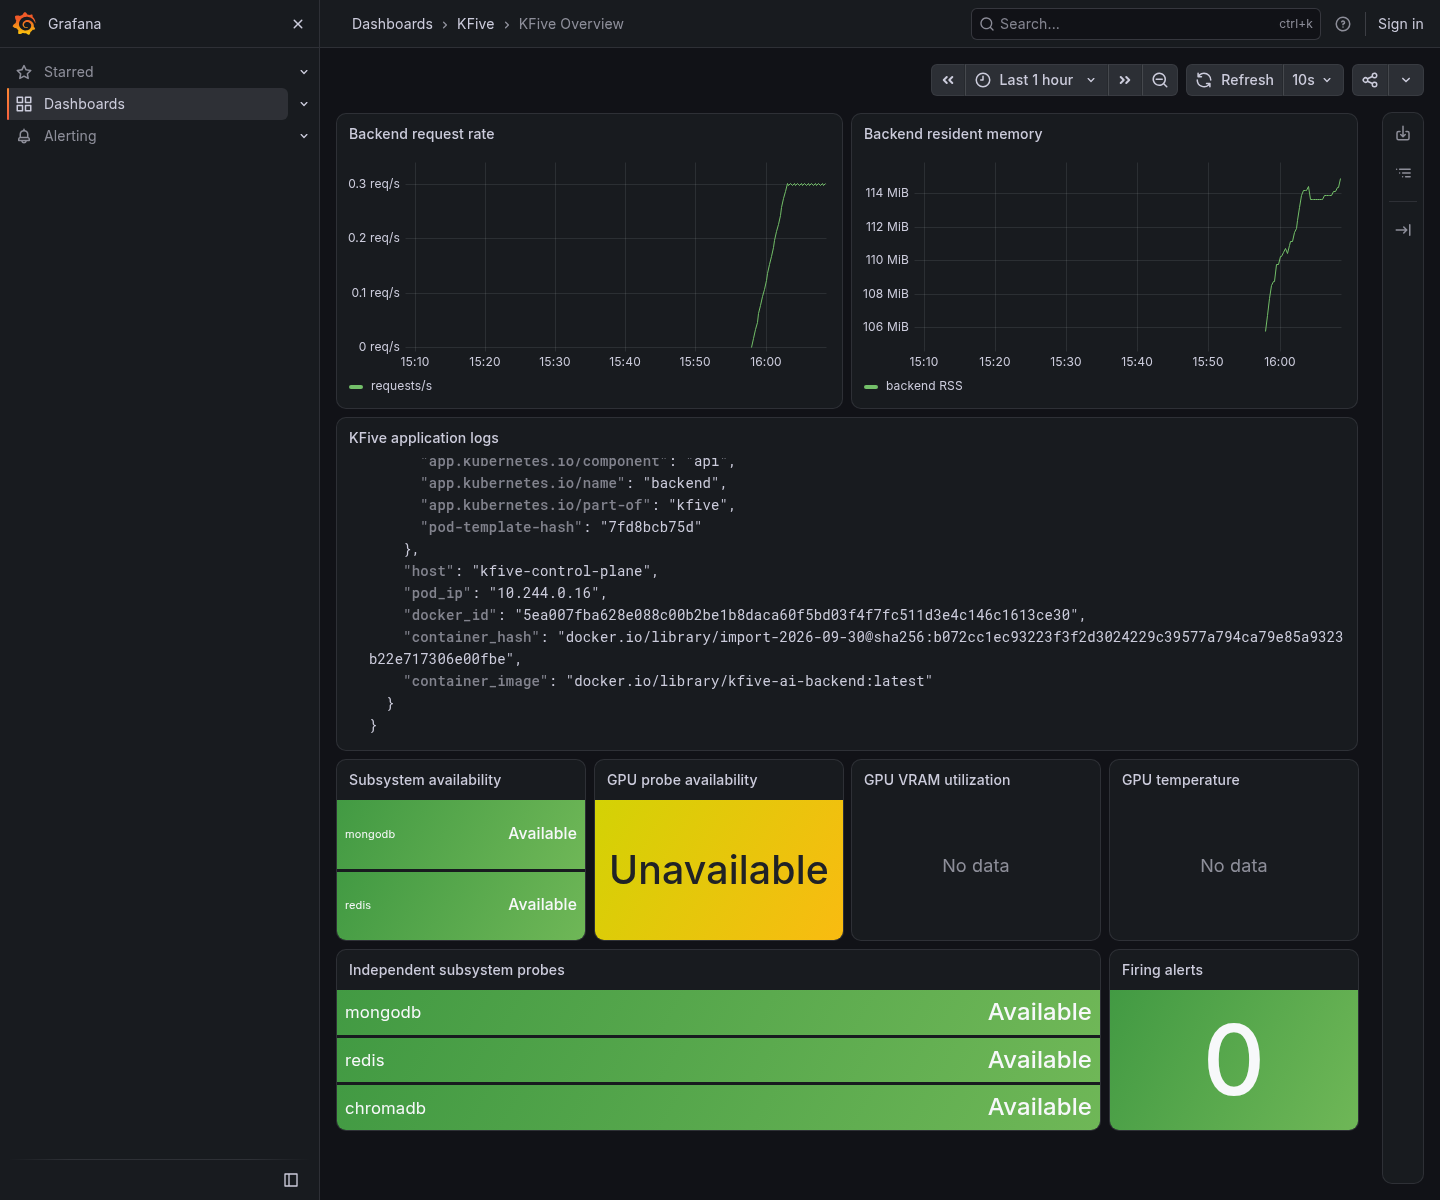 Grafana
Dashboards › KFive › KFive Overview
Search...
ctrl+k
Sign in
Starred
Dashboards
Alerting
Last 1 hour
Refresh
10s
Backend request rate
0.3 req/s
0.2 req/s
0.1 req/s
0 req/s
15:10 15:20 15:30 15:40 15:50 16:00
requests/s
Backend resident memory
114 MiB
112 MiB
110 MiB
108 MiB
106 MiB
15:10 15:20 15:30 15:40 15:50 16:00
backend RSS
KFive application logs
"app.kubernetes.io/component": "api",
"app.kubernetes.io/name": "backend",
"app.kubernetes.io/part-of": "kfive",
"pod-template-hash": "7fd8bcb75d"
},
"host": "kfive-control-plane",
"pod_ip": "10.244.0.16",
"docker_id": "5ea007fba628e088c00b2be1b8daca60f5bd03f4f7fc511d3e4c146c1613ce30",
"container_hash": "docker.io/library/import-2026-09-30@sha256:b072cc1ec93223f3f2d3024229c39577a794ca79e85a9323
b22e717306e00fbe",
"container_image": "docker.io/library/kfive-ai-backend:latest"
}
}
Subsystem availability
mongodb Available
redis Available
GPU probe availability
Unavailable
GPU VRAM utilization
No data
GPU temperature
No data
Independent subsystem probes
mongodb Available
redis Available
chromadb Available
Firing alerts
0